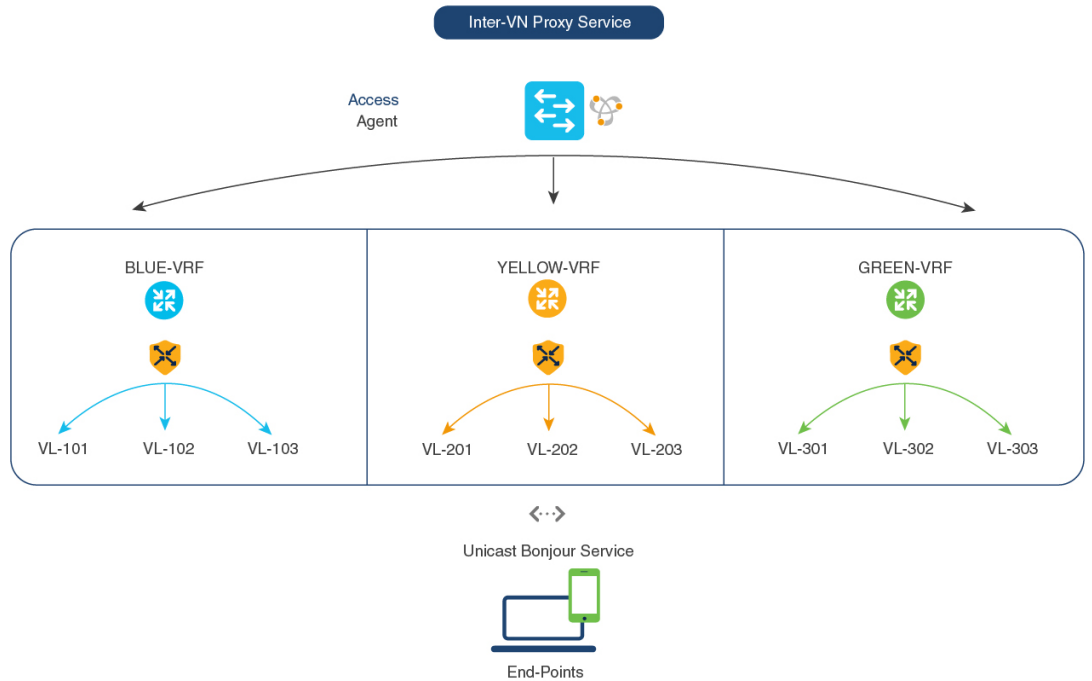 Inter-VN Proxy Service
Access
Agent
BLUE-VRF
YELLOW-VRF
GREEN-VRF
VL-101
VL-102
VL-103
VL-201
VL-202
VL-203
VL-301
VL-302
VL-303
Unicast Bonjour Service
End-Points